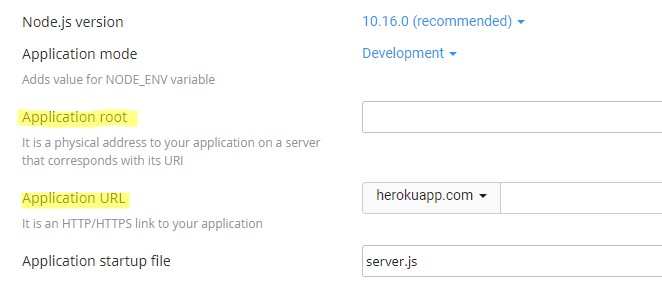 Node.js version 10.16.0 (recommended)
Application mode Development
Adds value for NODE_ENV variable
Application root
It is a physical address to your application on a server
that corresponds with its URI
Application URL herokuapp.com
It is an HTTP/HTTPS link to your application
Application startup file server.js